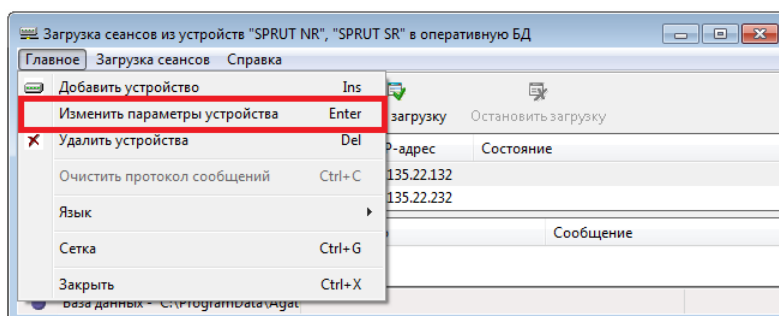 Загрузка сеансов из устройств "SPRUT NR", "SPRUT SR" в оперативную БД
Главное Загрузка сеансов Справка
Добавить устройство Ins
Изменить параметры устройства Enter
загрузку Остановить загрузку
Удалить устройства Del
-адрес Состояние
Очистить протокол сообщений Ctrl+C
135.22.132
135.22.232
Язык
Сообщение
Сетка Ctrl+G
Закрыть Ctrl+X
База данных - C:\ProgramData\Agat